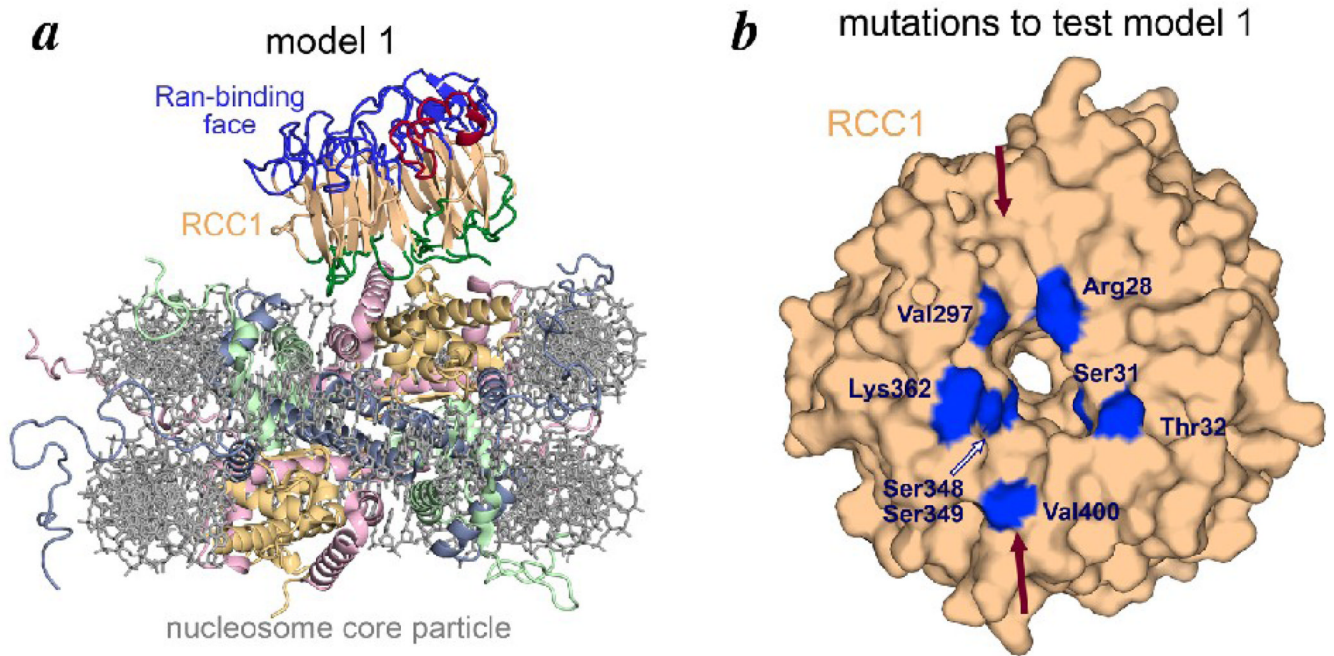 a
model 1
Ran-binding
face
RCC1
nucleosome core particle
b
mutations to test model 1
RCC1
Arg28
Val297
Ser31
Lys362
Thr32
Ser348
Ser349
Val400